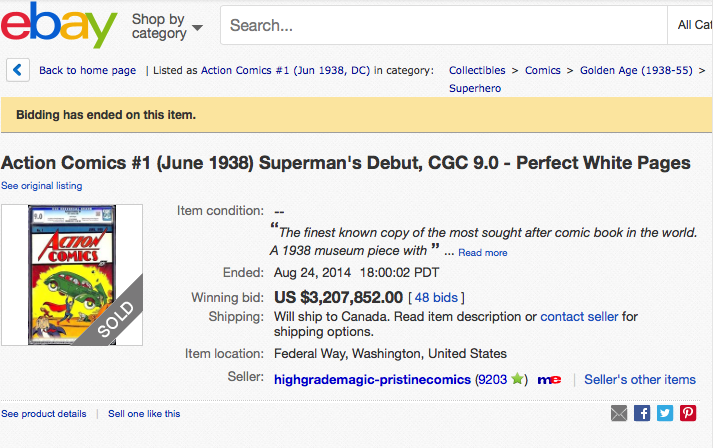 ebay
Shop by
category
Search...
All Cat
Back to home page | Listed as Action Comics #1 (Jun 1938, DC) in category: Collectibles > Comics > Golden Age (1938-55) >
Superhero
Bidding has ended on this item.
Action Comics #1 (June 1938) Superman's Debut, CGC 9.0 - Perfect White Pages
See original listing
9.0
ACTION
COMICS
SOLD
Item condition: --
“The finest known copy of the most sought after comic book in the world.
A 1938 museum piece with ” ... Read more
Ended: Aug 24, 2014 18:00:02 PDT
Winning bid: US $3,207,852.00 [ 48 bids ]
Shipping: Will ship to Canada. Read item description or contact seller for
shipping options.
Item location: Federal Way, Washington, United States
Seller: highgrademagic-pristinecomics (9203 ) me | Seller's other items
See product details | Sell one like this